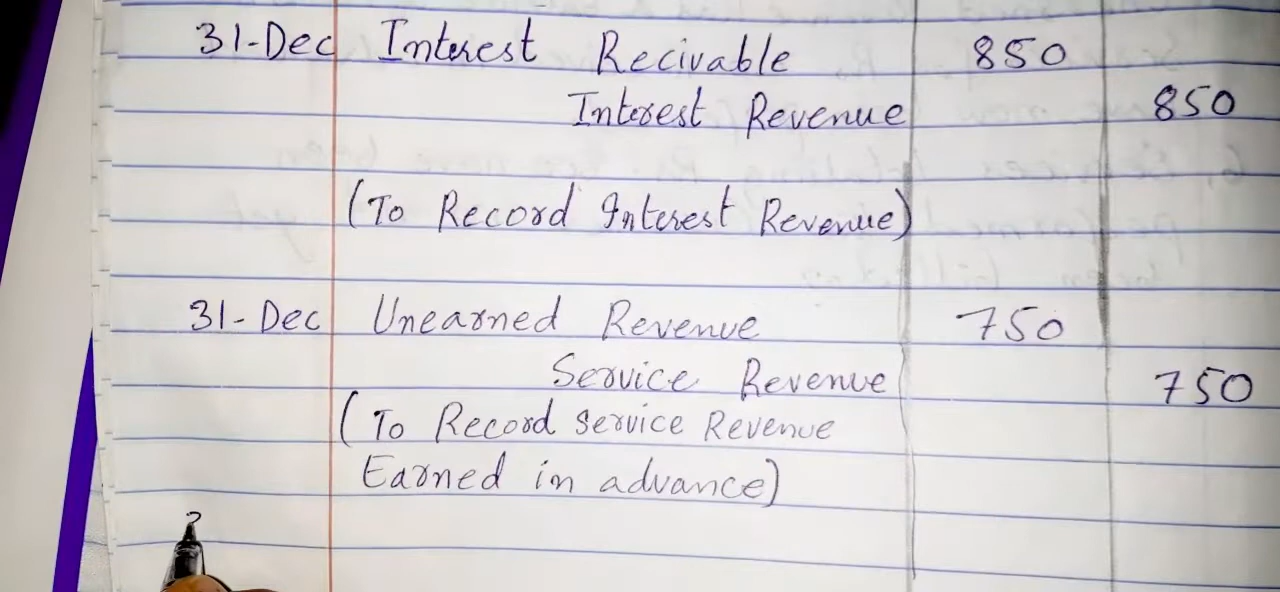 31-Dec Interest Recivable 850
Interest Revenue 850
(To Record Interest Revenue)
31-Dec Unearned Revenue 750
Service Revenue 750
(To Record Service Revenue
Earned in advance)